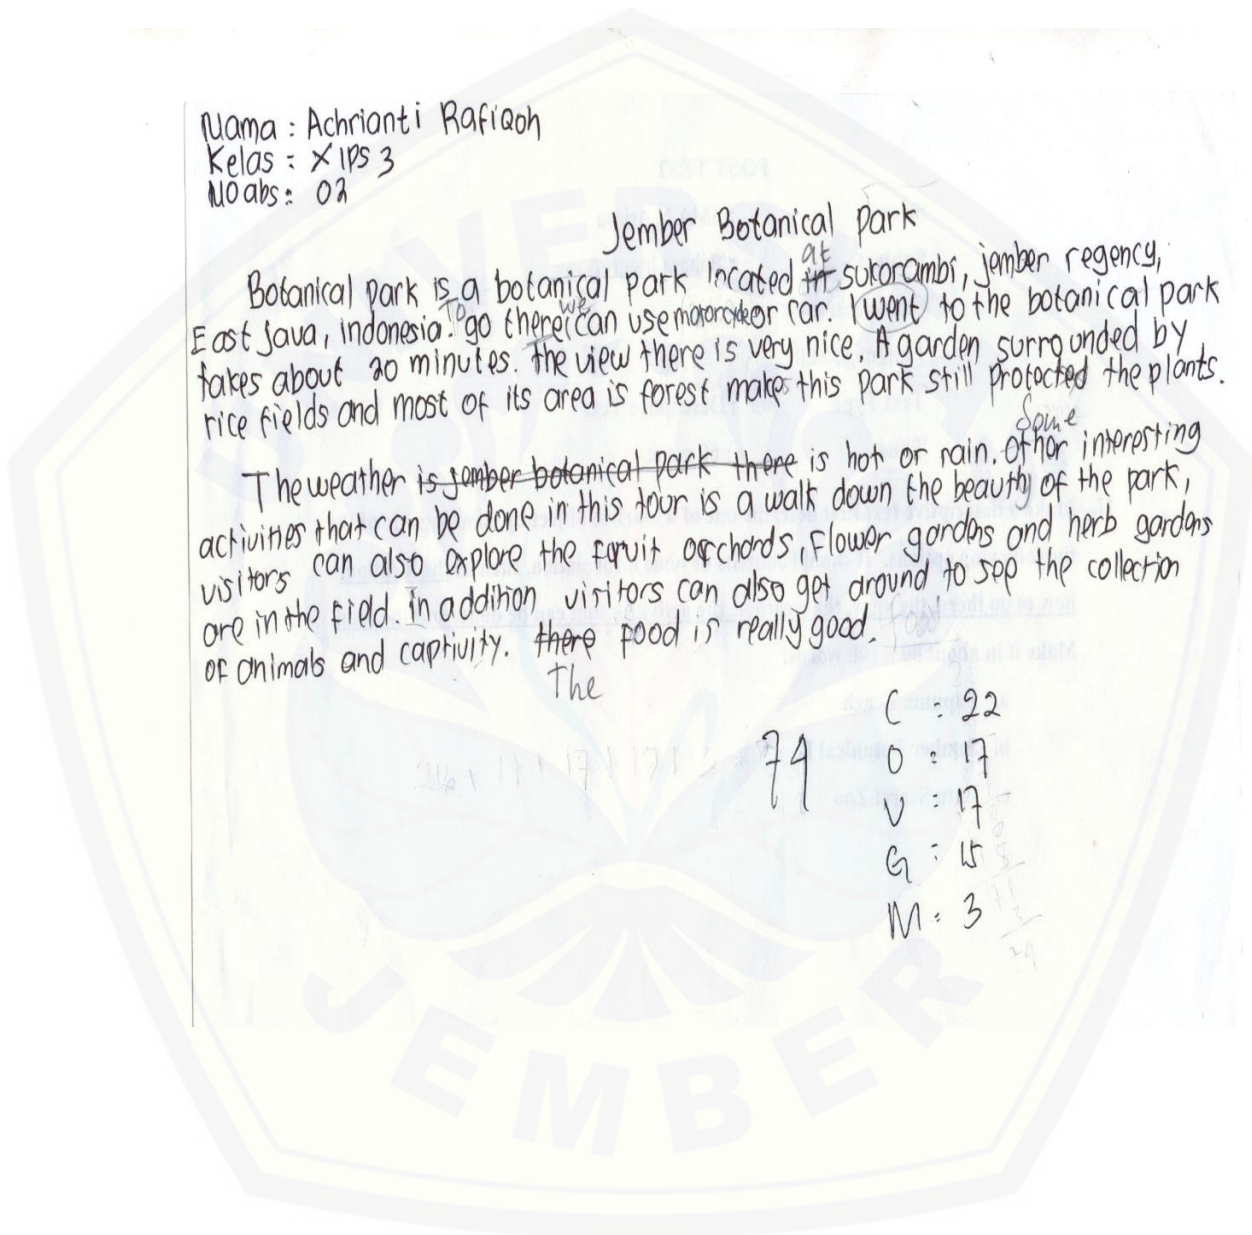 Nama : Achrianti Rafiqoh
Kelas : X IPS 3
No abs : 02
Jember Botanical Park
at
Botanical park is a botanical park located in sukorambi, jember regency,
To we
East Java, indonesia. go there i can use motorcycle or car. I went to the botanical park
takes about 20 minutes. the view there is very nice. A garden surrounded by
rice fields and most of its area is forest makes this park still protected the plants.
Some
The weather is jember botanical park there is hot or rain. Other interesting
activities that can be done in this tour is a walk down the beauty of the park,
visitors can also explore the fruit orchards, flower gardens and herb gardens
are in the field. in addition visitors can also get around to see the collection
of animals and captivity. there food is really good.
The
74
C : 22
O : 17
V : 17
G : 15
M : 3
UNIVERSITAS
JEMBER